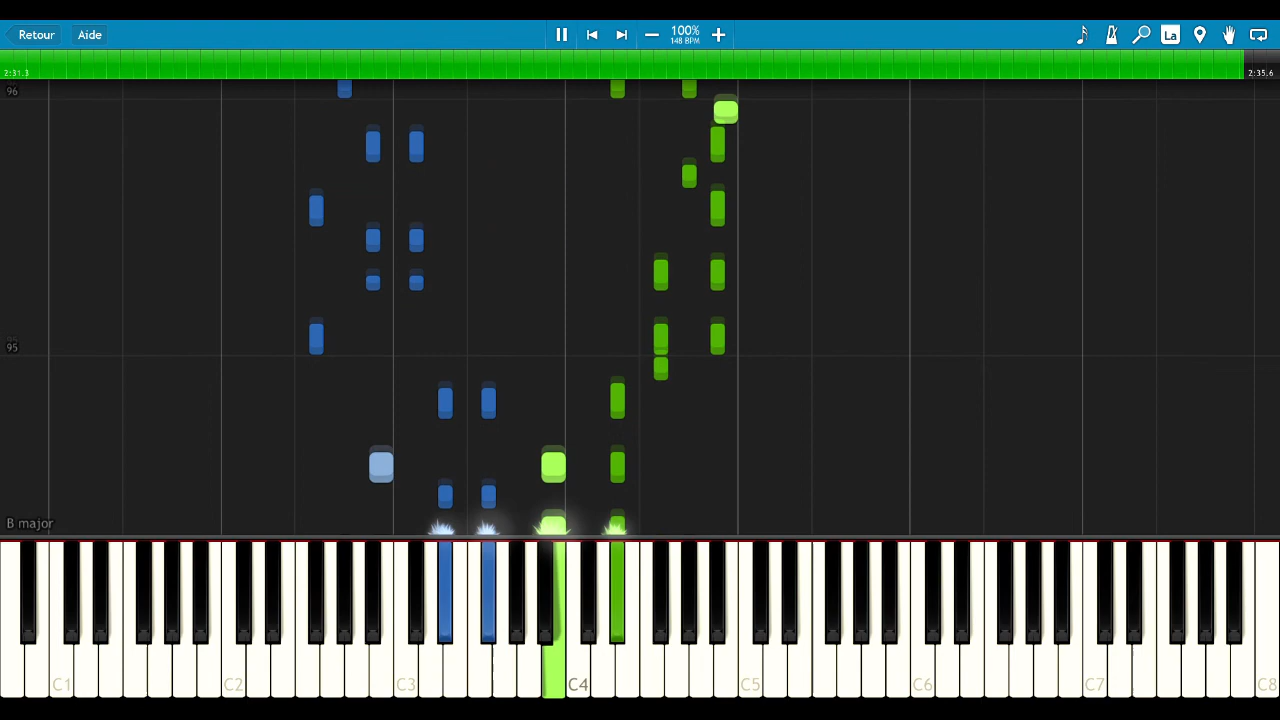 Retour Aide 100% La
148 BPM
2:31.3 2:35.6
96
95
B major
C1 C2 C3 C4 C5 C6 C7 C8